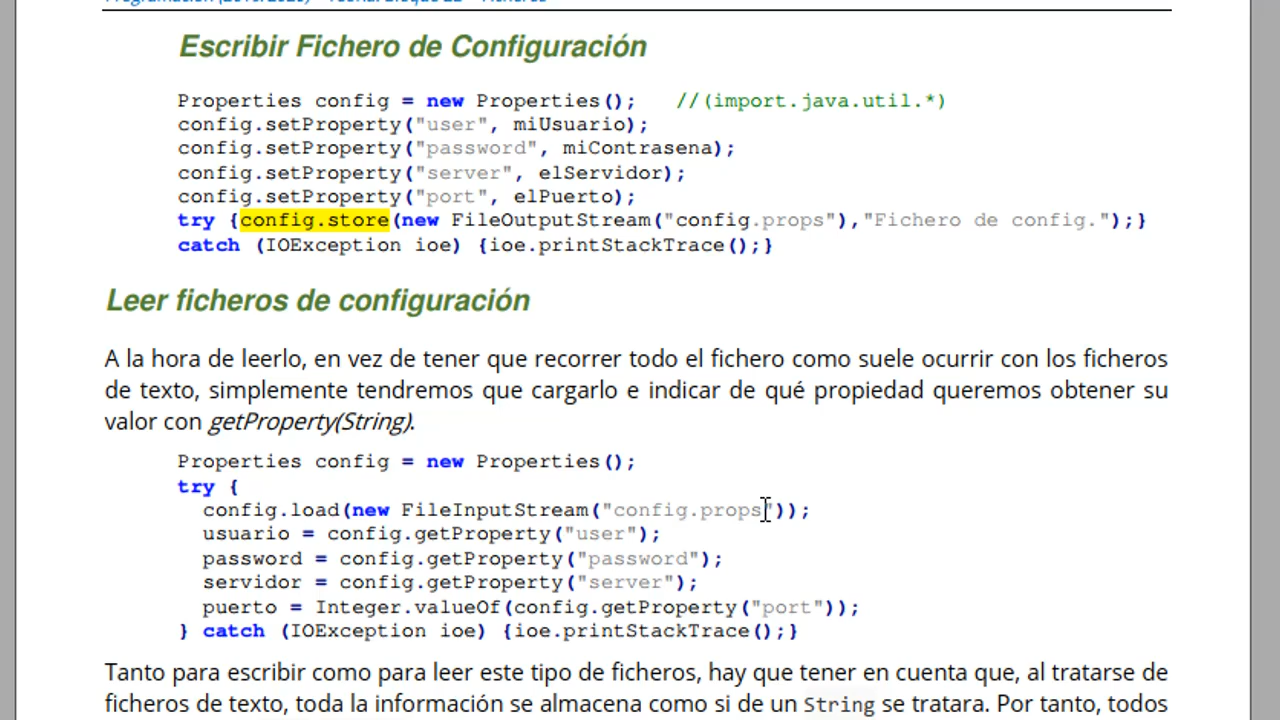 Escribir Fichero de Configuración
Properties config = new Properties(); //(import.java.util.*)
config.setProperty("user", miUsuario);
config.setProperty("password", miContrasena);
config.setProperty("server", elServidor);
config.setProperty("port", elPuerto);
try {config.store(new FileOutputStream("config.props"),"Fichero de config.");}
catch (IOException ioe) {ioe.printStackTrace();}
Leer ficheros de configuración
A la hora de leerlo, en vez de tener que recorrer todo el fichero como suele ocurrir con los ficheros
de texto, simplemente tendremos que cargarlo e indicar de qué propiedad queremos obtener su
valor con getProperty(String).
Properties config = new Properties();
try {
config.load(new FileInputStream("config.props"));
usuario = config.getProperty("user");
password = config.getProperty("password");
servidor = config.getProperty("server");
puerto = Integer.valueOf(config.getProperty("port"));
} catch (IOException ioe) {ioe.printStackTrace();}
Tanto para escribir como para leer este tipo de ficheros, hay que tener en cuenta que, al tratarse de
ficheros de texto, toda la información se almacena como si de un String se tratara. Por tanto, todos